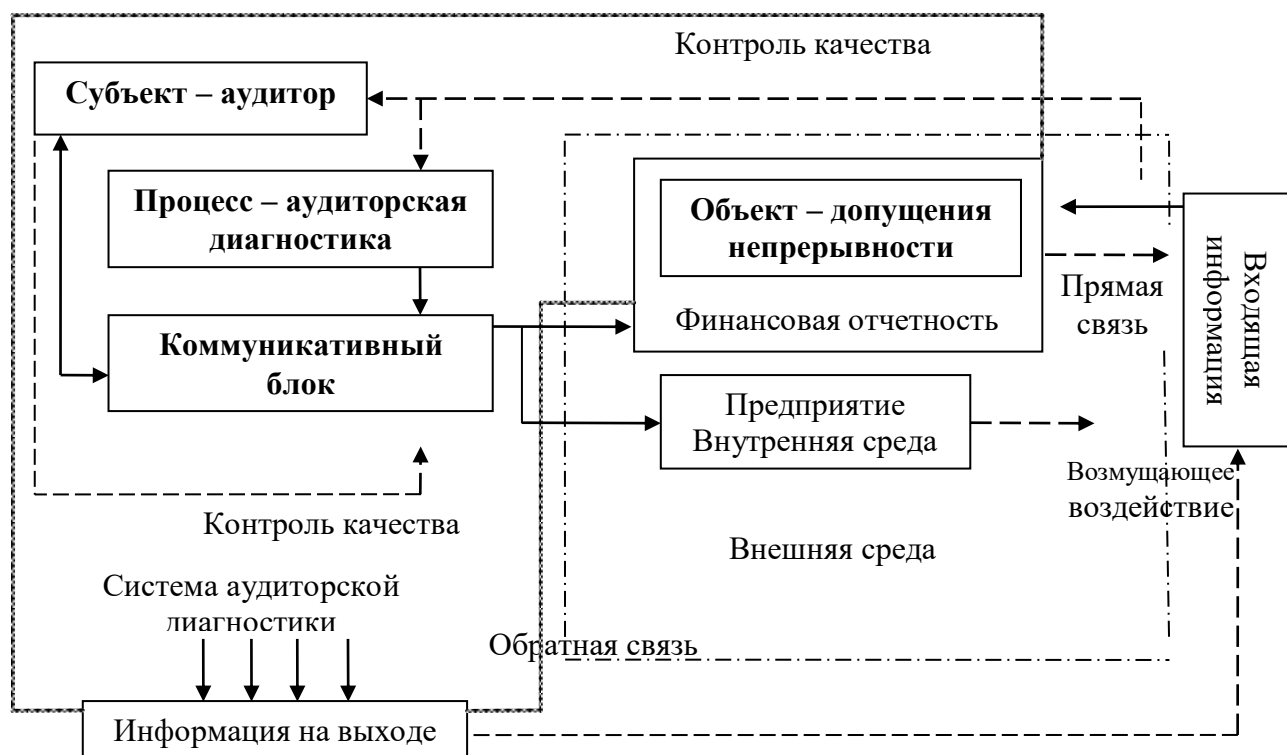 Контроль качества
Субъект – аудитор
Процесс – аудиторская
диагностика
Объект – допущения
непрерывности
Финансовая отчетность
Входящая
информация
Прямая
связь
Коммуникативный
блок
Предприятие
Внутренняя среда
Возмущающее
воздействие
Контроль качества
Внешняя среда
Система аудиторской
диагностики
Обратная связь
Информация на выходе